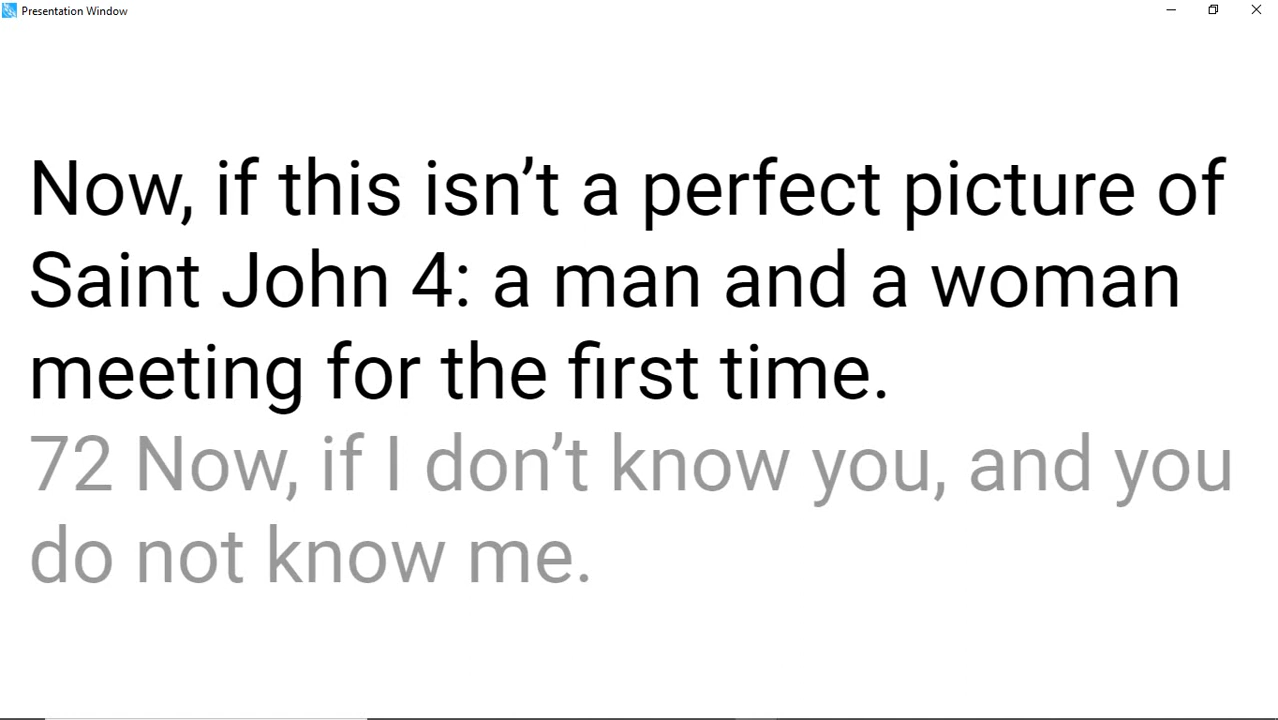 Presentation Window
Now, if this isn’t a perfect picture of
Saint John 4: a man and a woman
meeting for the first time.
72 Now, if I don’t know you, and you
do not know me.